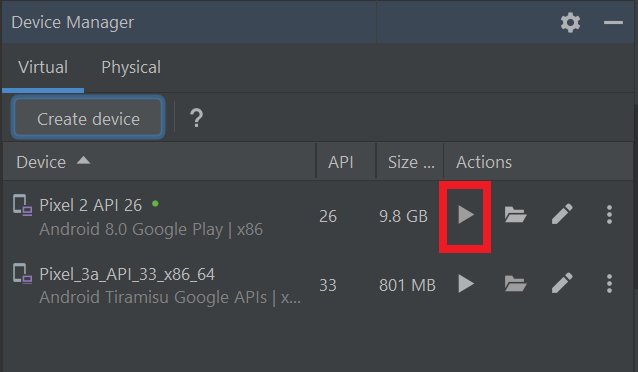 Device Manager
Virtual Physical
Create device ?
Device API Size ... Actions
Pixel 2 API 26
Android 8.0 Google Play | x86
26 9.8 GB
Pixel_3a_API_33_x86_64
Android Tiramisu Google APIs | x...
33 801 MB